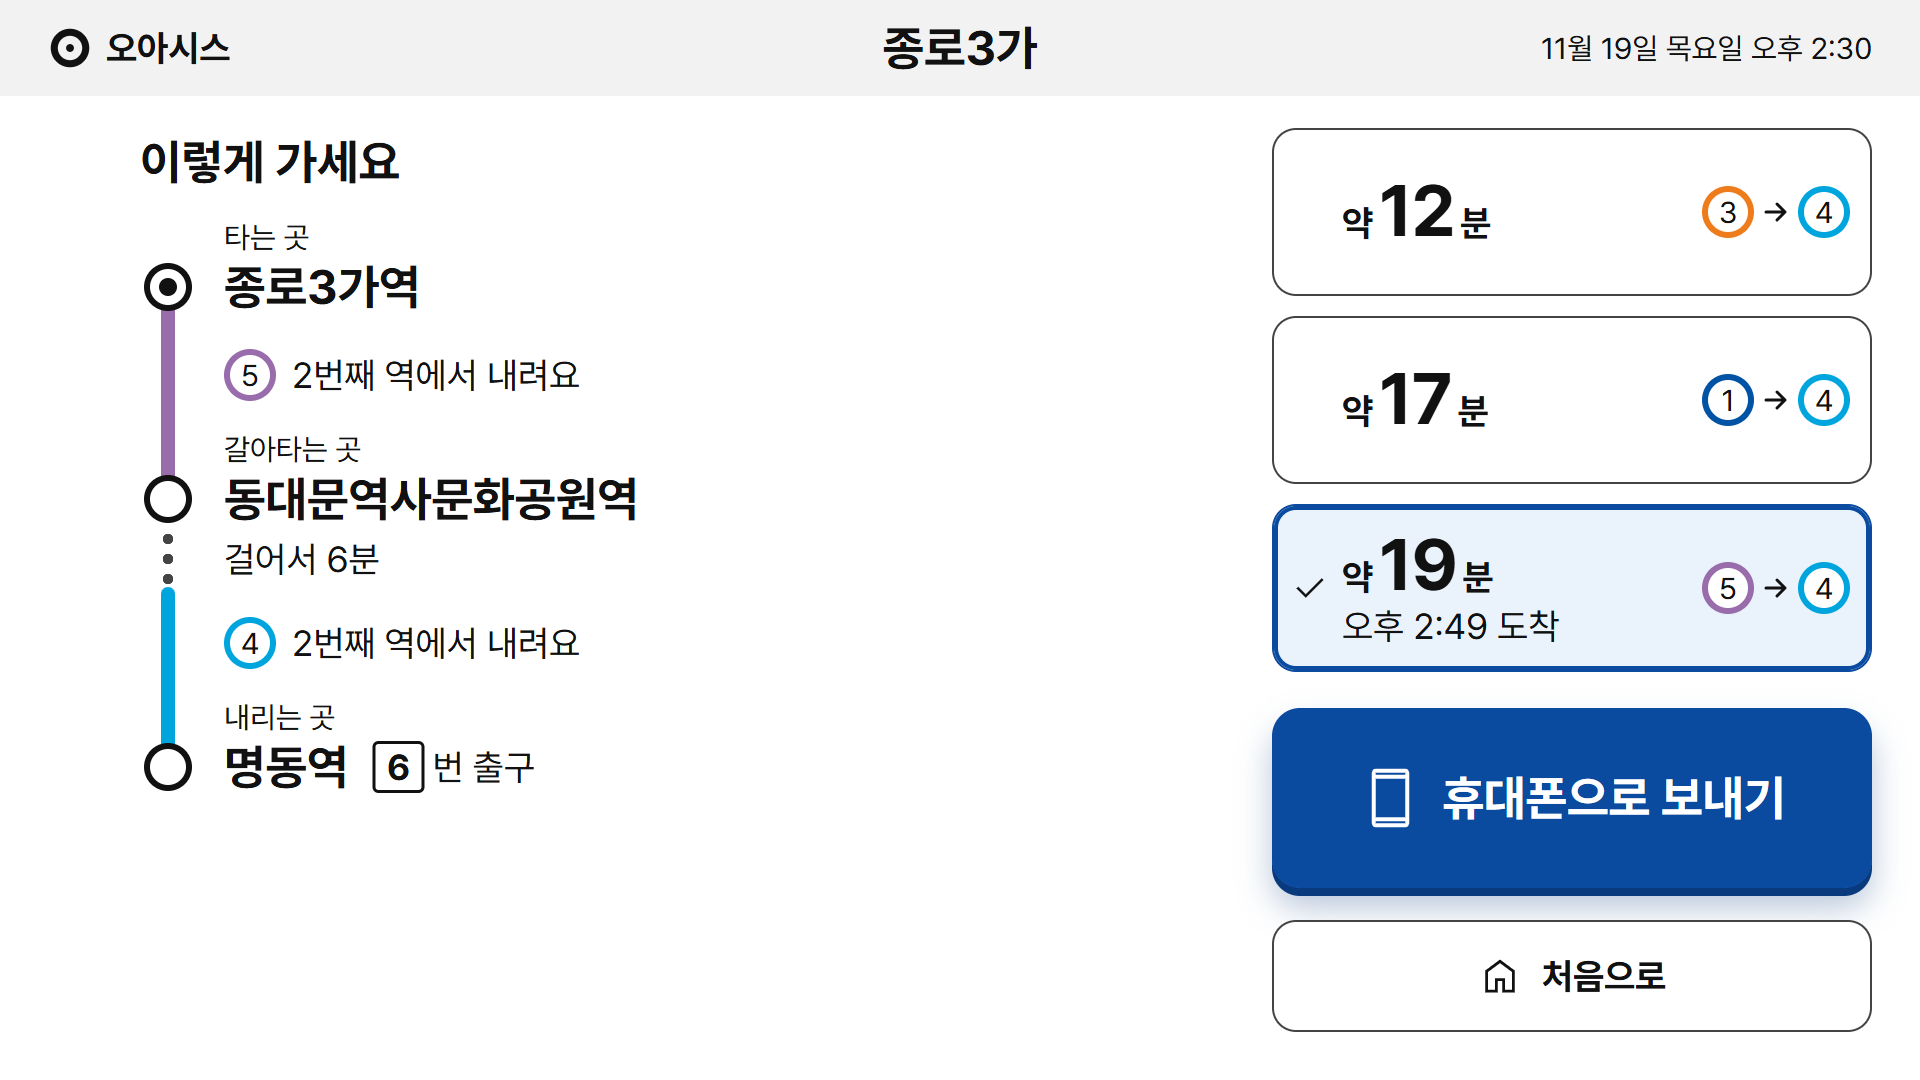 오아시스
종로3가
11월 19일 목요일 오후 2:30
이렇게 가세요
타는 곳
종로3가역
5 2번째 역에서 내려요
갈아타는 곳
동대문역사문화공원역
걸어서 6분
4 2번째 역에서 내려요
내리는 곳
명동역 6 번 출구
약 12 분 3 → 4
약 17 분 1 → 4
약 19 분 5 → 4
오후 2:49 도착
휴대폰으로 보내기
처음으로